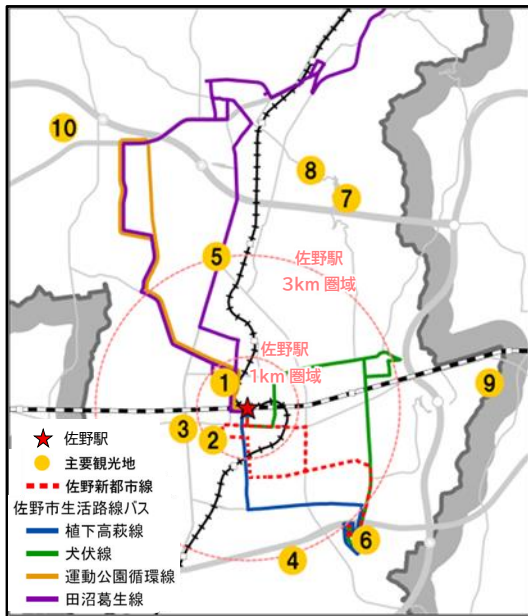 10
8
7
5
佐野駅
3km 圏域
佐野駅
1km 圏域
1
9
3
2
佐野駅
主要観光地
佐野新都市線
佐野市生活路線バス
植下高萩線
犬伏線
運動公園循環線
田沼葛生線
6
4